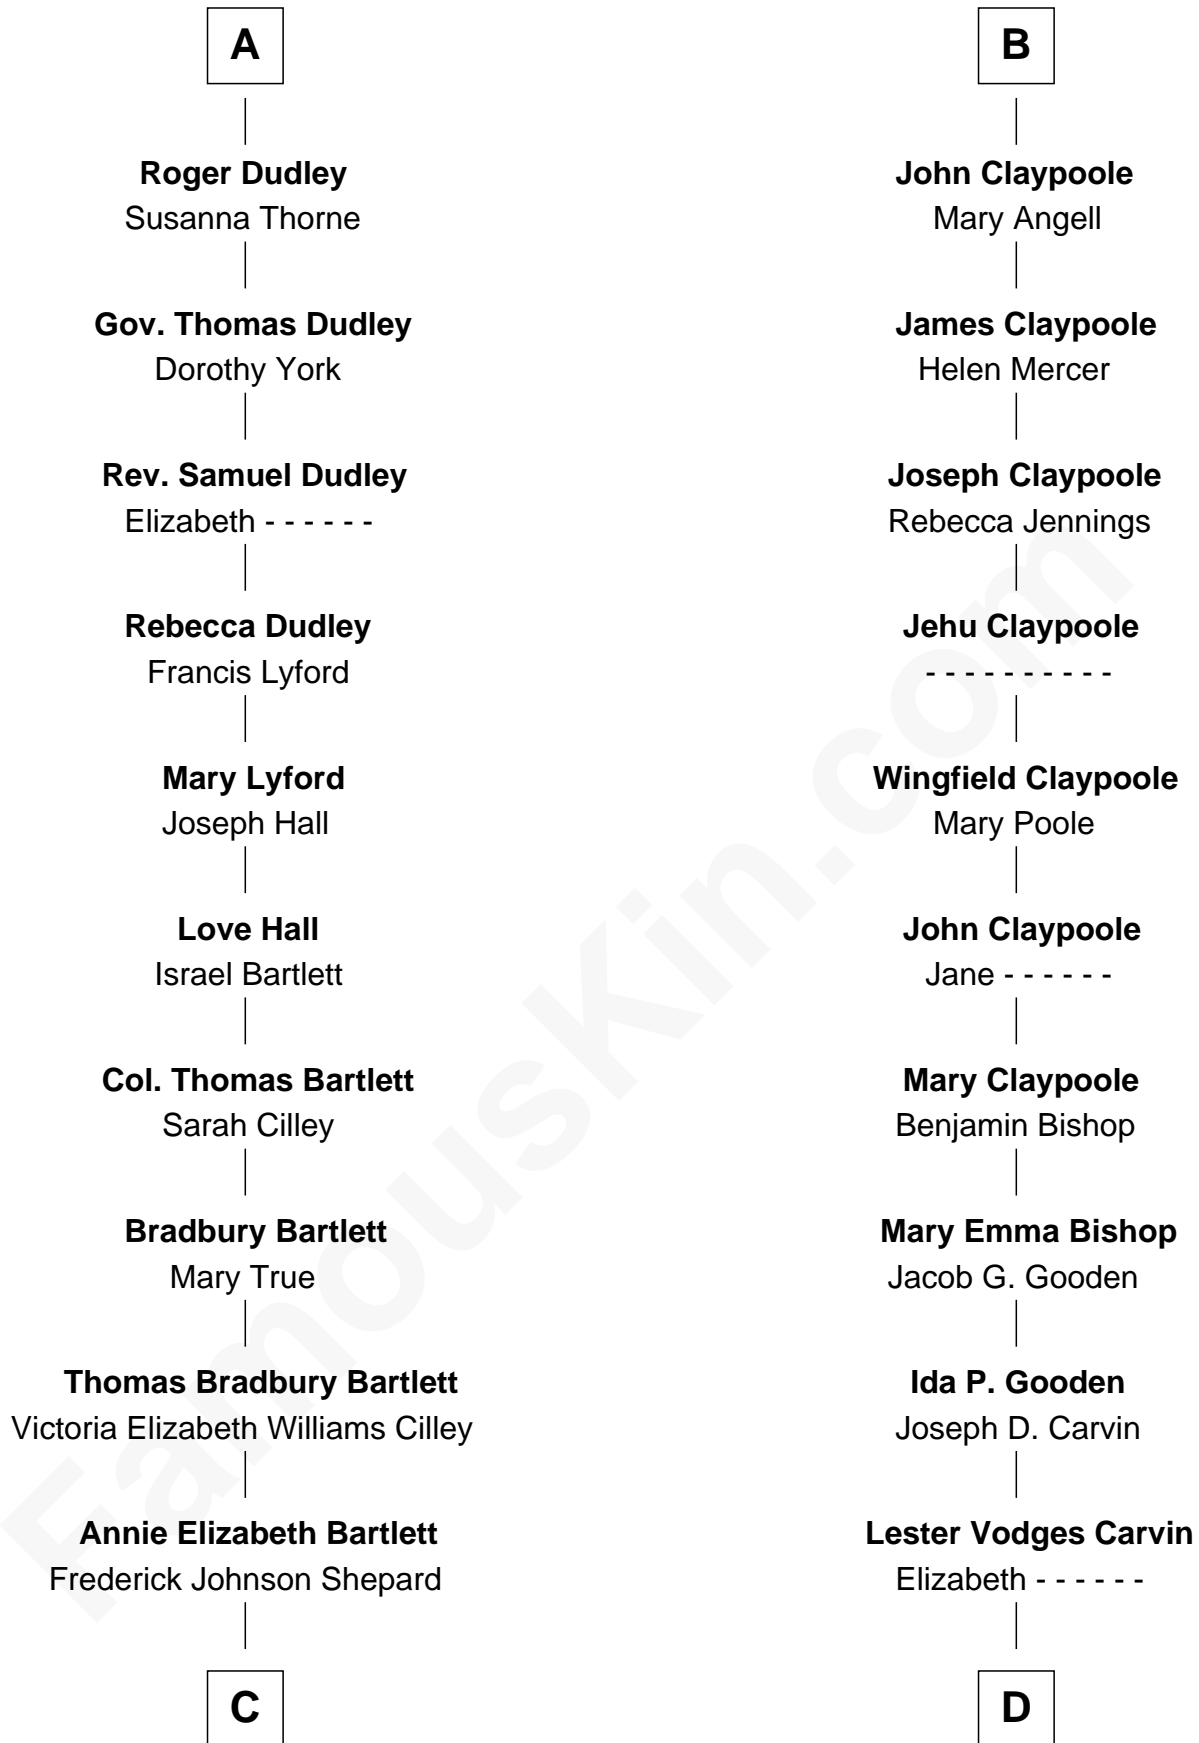 A
Roger Dudley
Susanna Thorne
Gov. Thomas Dudley
Dorothy York
Rev. Samuel Dudley
Elizabeth - - - - - -
Rebecca Dudley
Francis Lyford
Mary Lyford
Joseph Hall
Love Hall
Israel Bartlett
Col. Thomas Bartlett
Sarah Cilley
Bradbury Bartlett
Mary True
Thomas Bradbury Bartlett
Victoria Elizabeth Williams Cilley
Annie Elizabeth Bartlett
Frederick Johnson Shepard
C
B
John Claypoole
Mary Angell
James Claypoole
Helen Mercer
Joseph Claypoole
Rebecca Jennings
Jehu Claypoole
- - - - - - - - - -
Wingfield Claypoole
Mary Poole
John Claypoole
Jane - - - - - -
Mary Claypoole
Benjamin Bishop
Mary Emma Bishop
Jacob G. Gooden
Ida P. Gooden
Joseph D. Carvin
Lester Vodges Carvin
Elizabeth - - - - - -
D
FamousKin.com